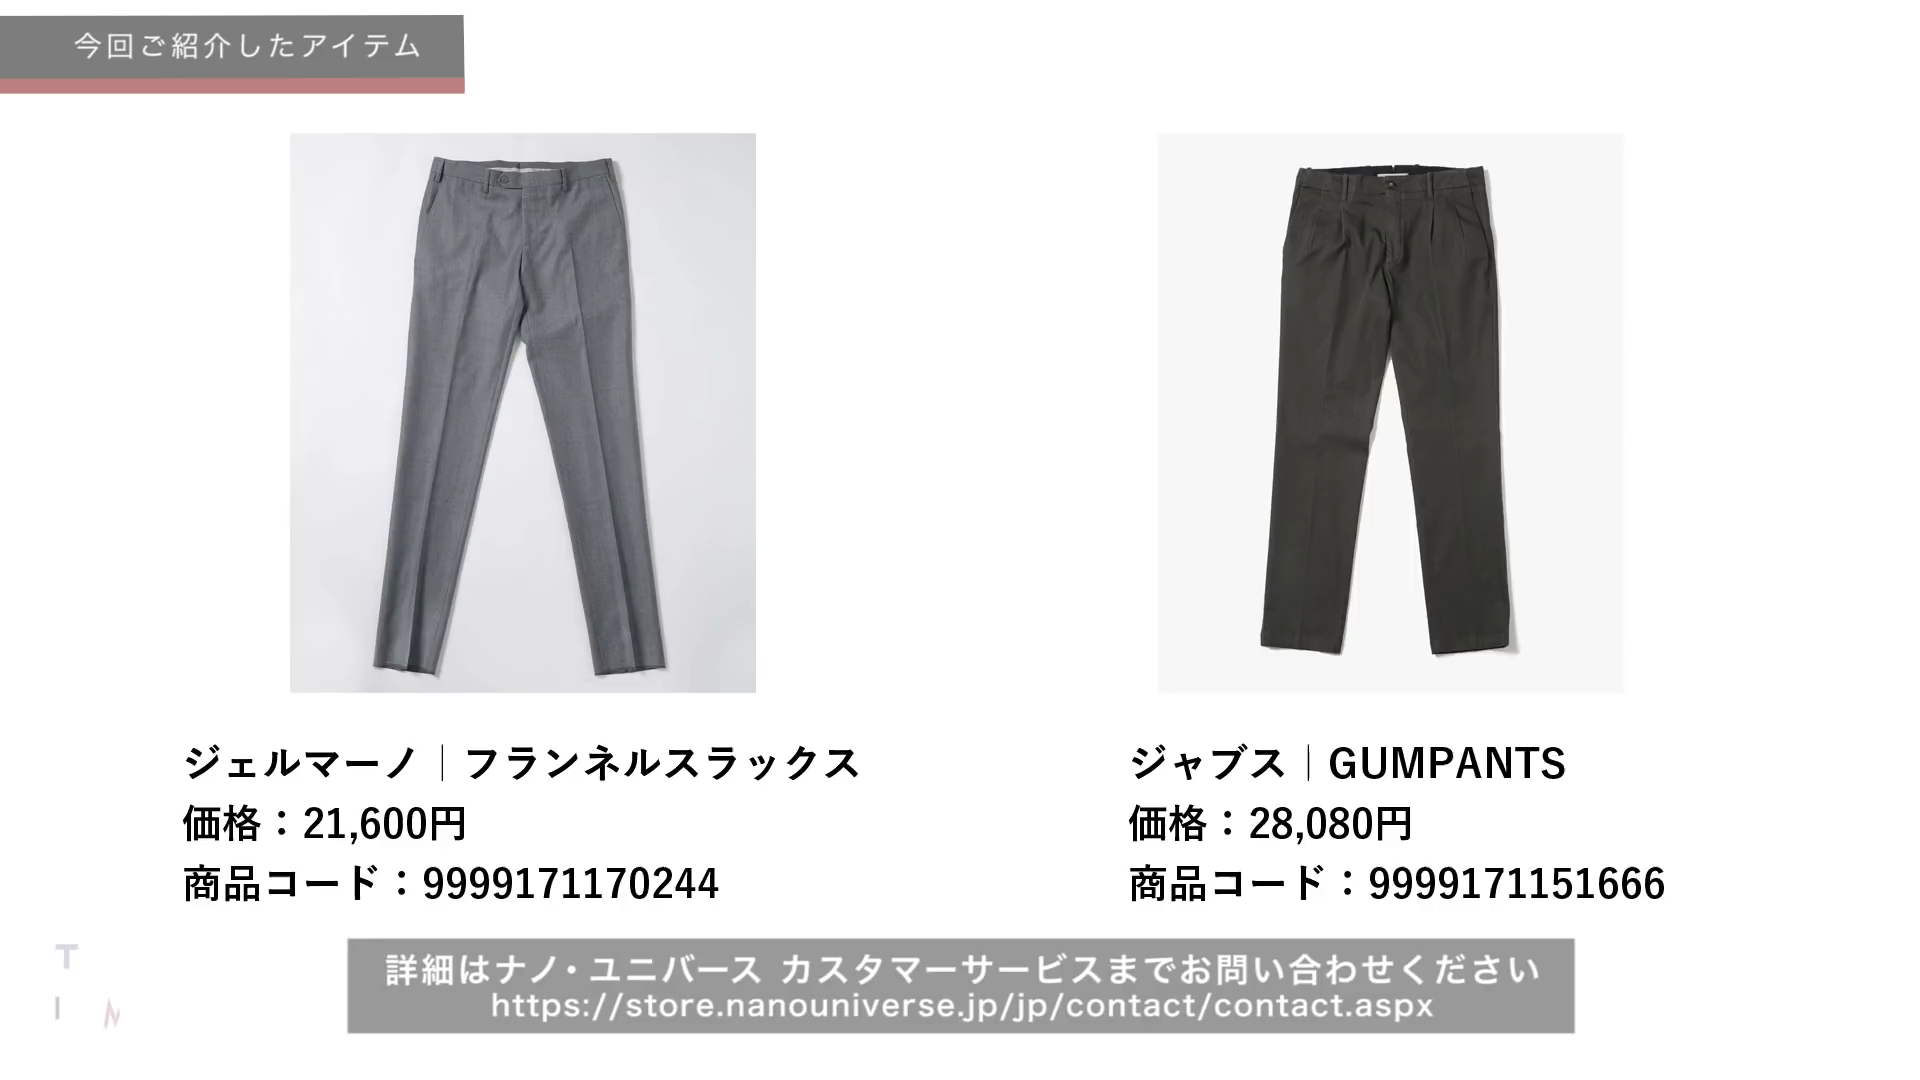 今回ご紹介したアイテム
ジェルマーノ｜フランネルスラックス
価格：21,600円
商品コード：9999171170244
ジャブス｜GUMPANTS
価格：28,080円
商品コード：9999171151666
詳細はナノ・ユニバース カスタマーサービスまでお問い合わせください
https://store.nanouniverse.jp/jp/contact/contact.aspx
T
I M